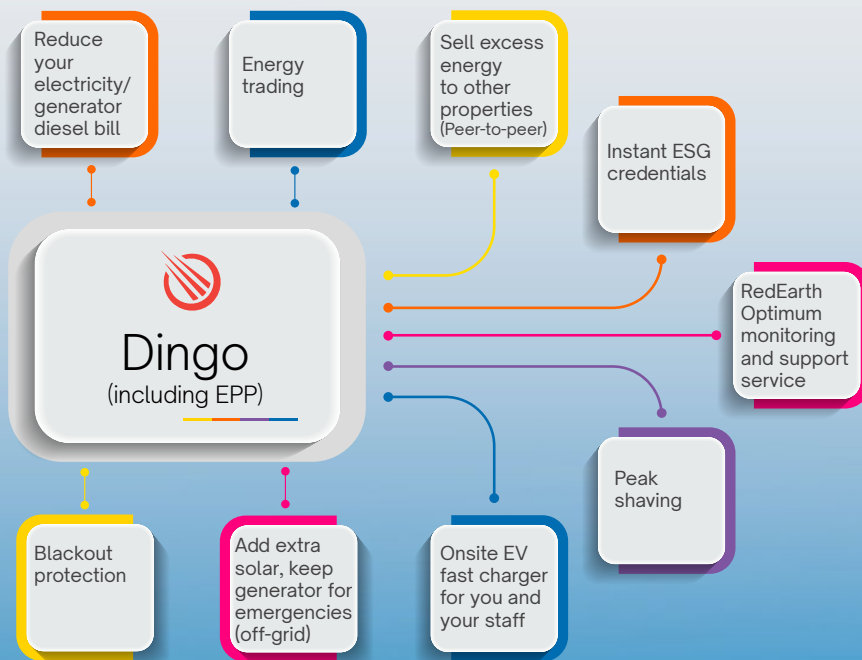 Reduce
your
electricity/
generator
diesel bill
Energy
trading
Sell excess
energy
to other
properties
(Peer-to-peer)
Instant ESG
credentials
Dingo
(including EPP)
RedEarth
Optimum
monitoring
and support
service
Peak
shaving
Blackout
protection
Add extra
solar, keep
generator for
emergencies
(off-grid)
Onsite EV
fast charger
for you and
your staff